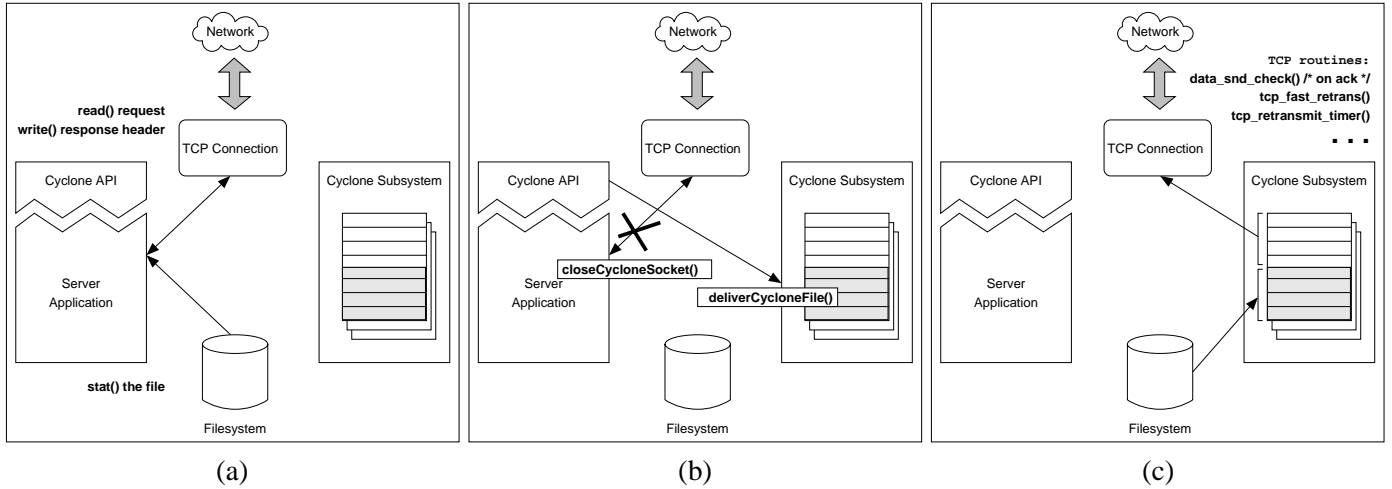 Network
read() request
write() response header
TCP Connection
Cyclone API
Cyclone Subsystem
Server
Application
stat() the file
Filesystem
(a)
Network
TCP Connection
Cyclone API
Cyclone Subsystem
closeCycloneSocket()
Server
Application
deliverCycloneFile()
Filesystem
(b)
Network
TCP routines:
data_snd_check() /* on ack */
tcp_fast_retrans()
tcp_retransmit_timer()
. . .
TCP Connection
Cyclone API
Cyclone Subsystem
Server
Application
Filesystem
(c)